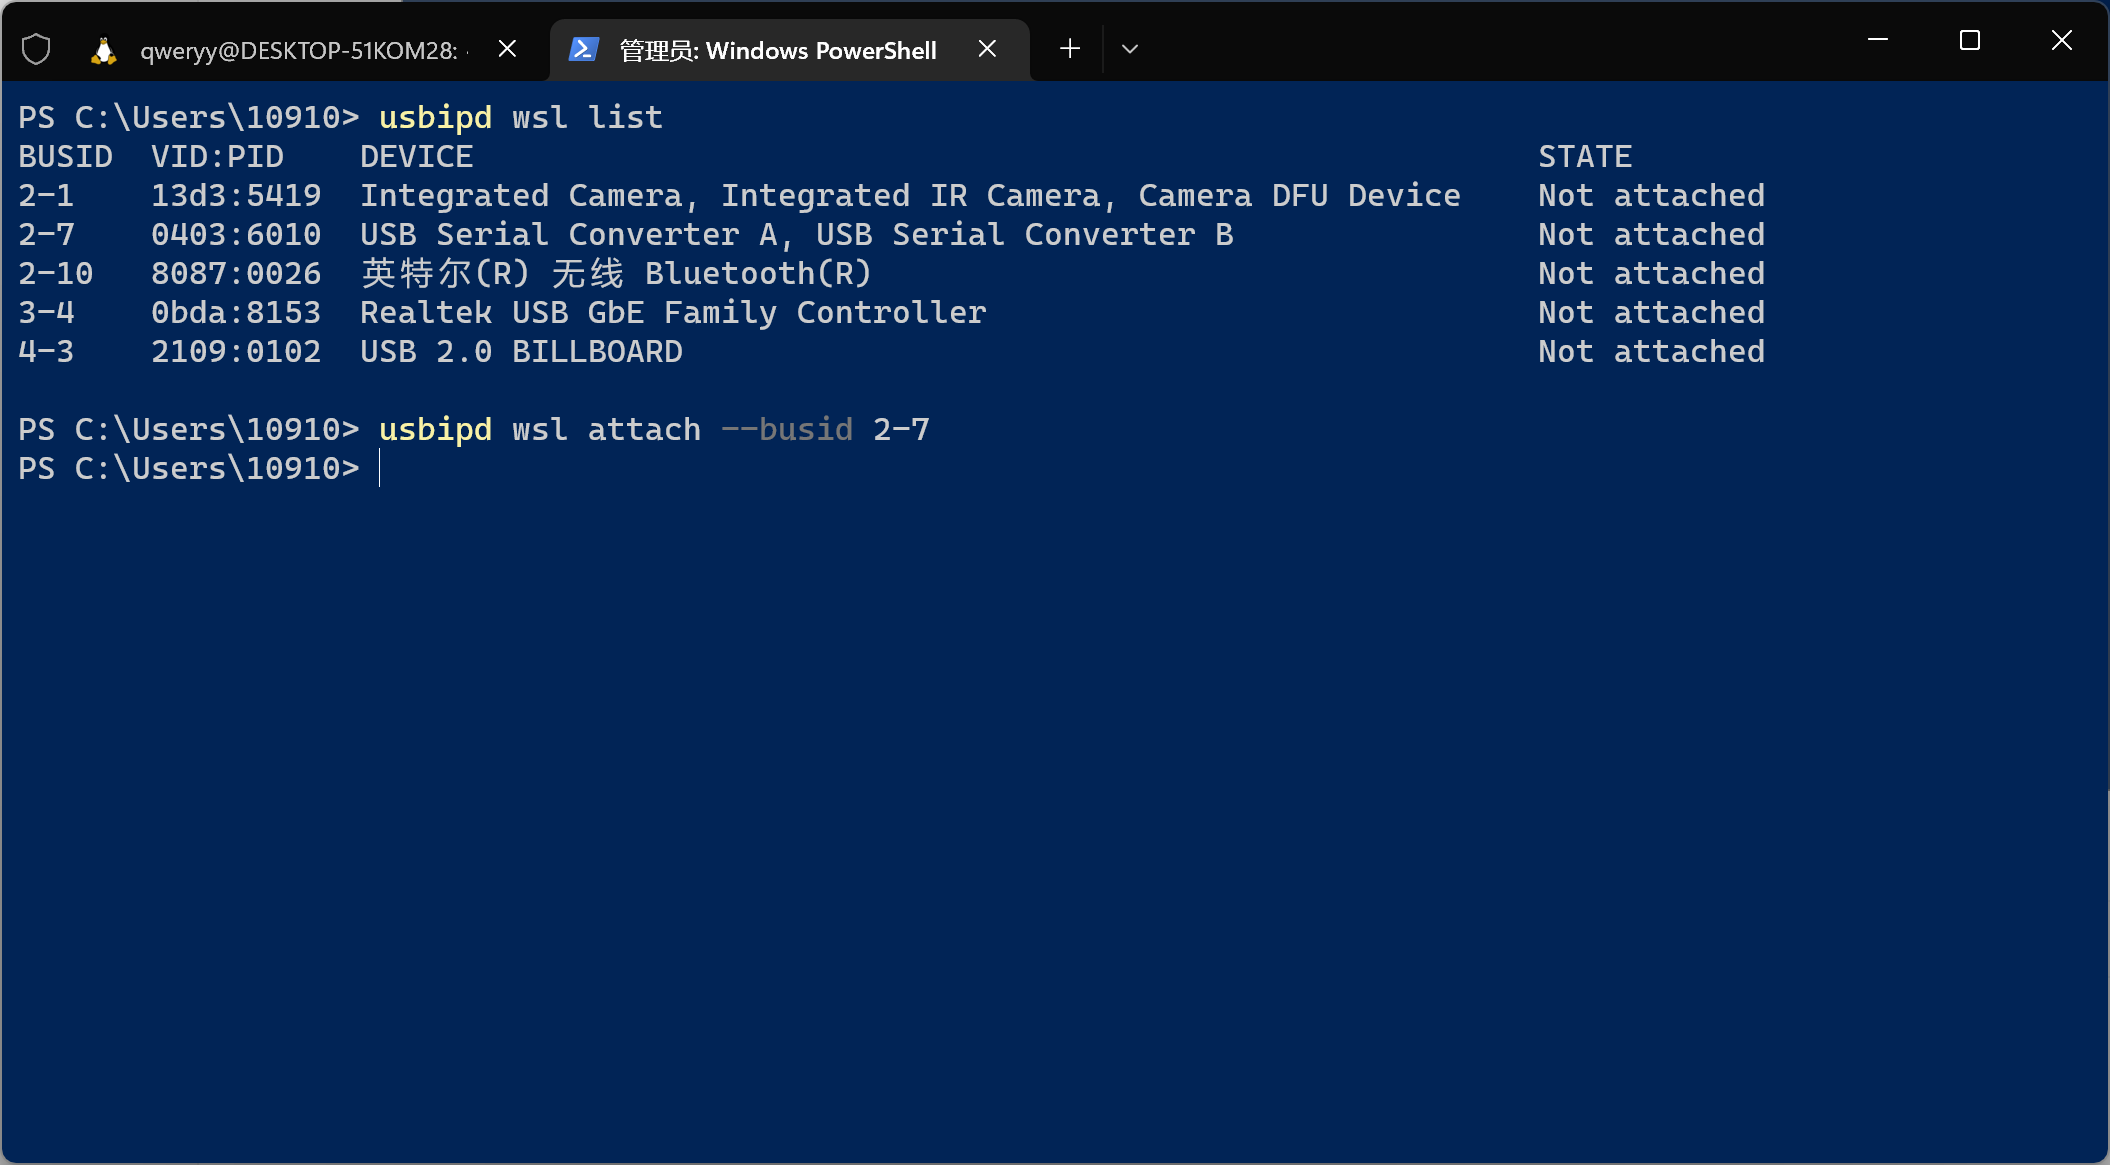 qweryy@DESKTOP-51KOM28: 管理员: Windows PowerShell
PS C:\Users\10910> usbipd wsl list
BUSID  VID:PID    DEVICE                                                        STATE
2-1    13d3:5419  Integrated Camera, Integrated IR Camera, Camera DFU Device    Not attached
2-7    0403:6010  USB Serial Converter A, USB Serial Converter B                Not attached
2-10   8087:0026  英特尔(R) 无线 Bluetooth(R)                                    Not attached
3-4    0bda:8153  Realtek USB GbE Family Controller                             Not attached
4-3    2109:0102  USB 2.0 BILLBOARD                                             Not attached
PS C:\Users\10910> usbipd wsl attach --busid 2-7
PS C:\Users\10910>